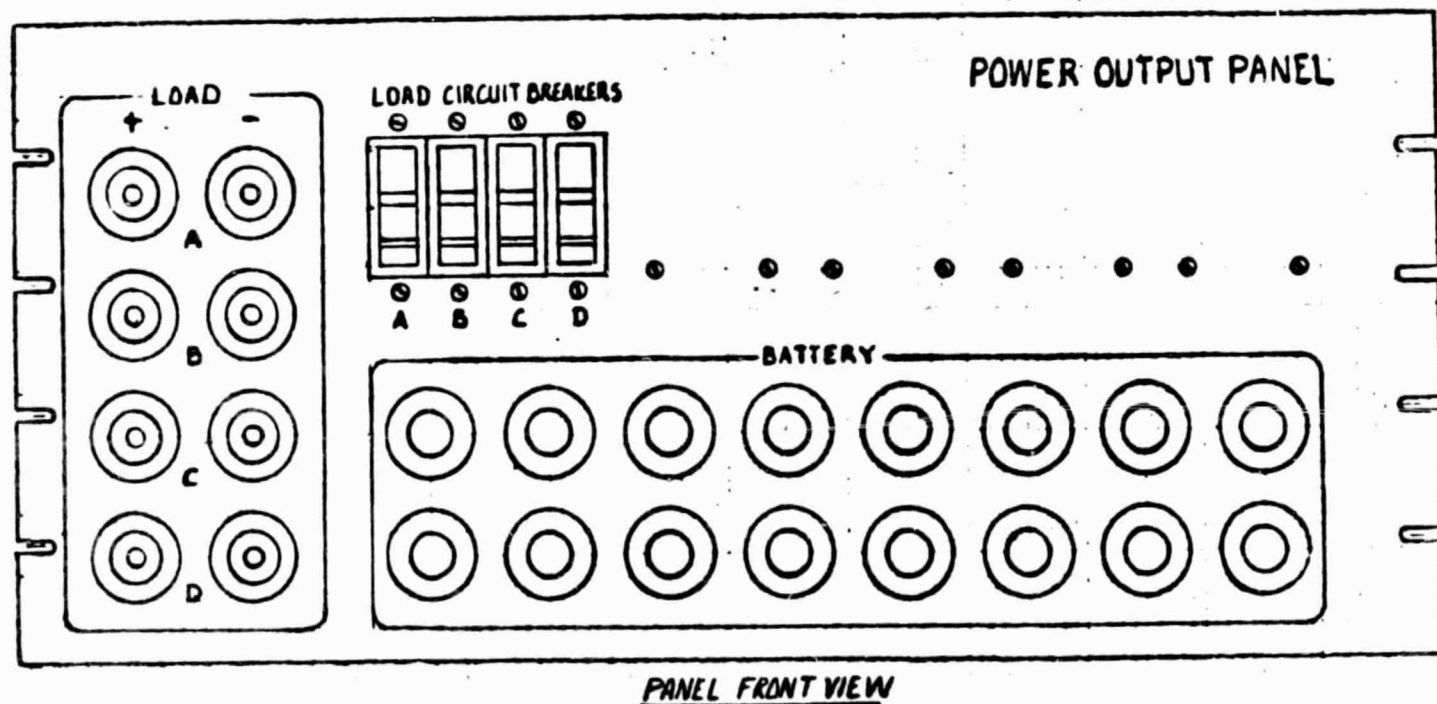 POWER OUTPUT PANEL
LOAD
+ -
A
B
C
D
LOAD CIRCUIT BREAKERS
A B C D
BATTERY
PANEL FRONT VIEW